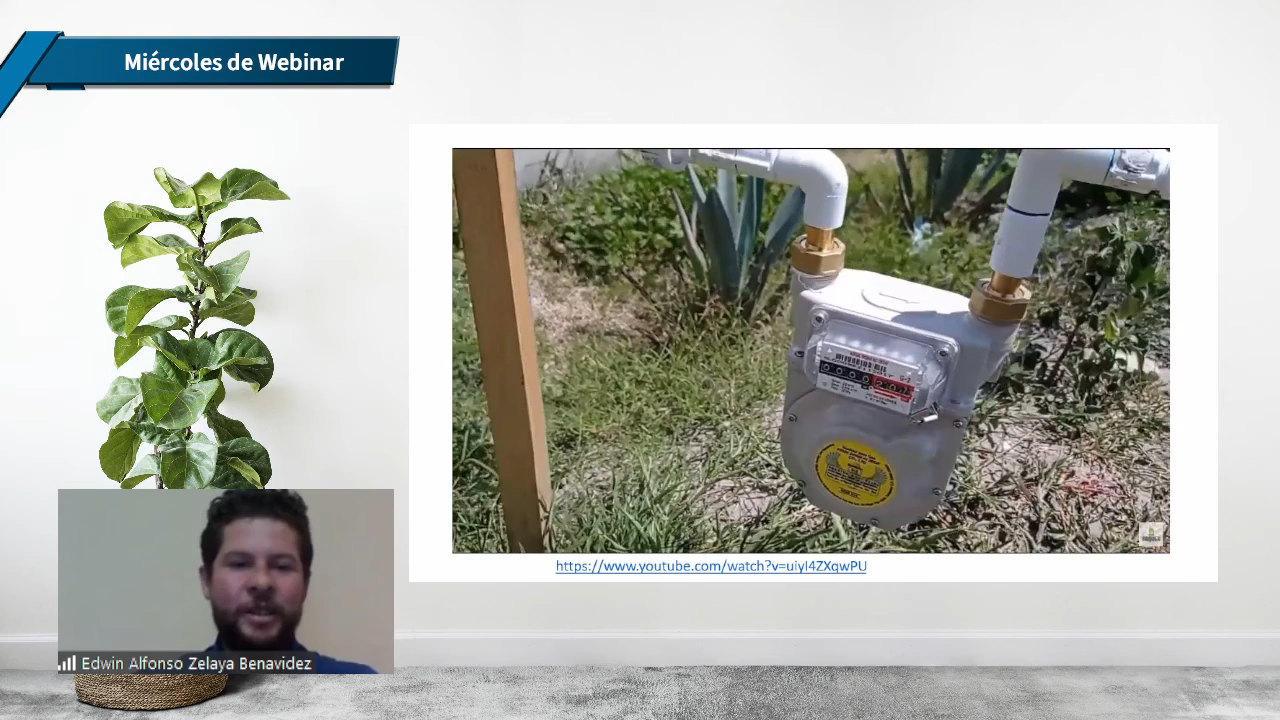 Miércoles de Webinar
https://www.youtube.com/watch?v=uiyI4ZXqwPU
Edwin Alfonso Zelaya Benavidez